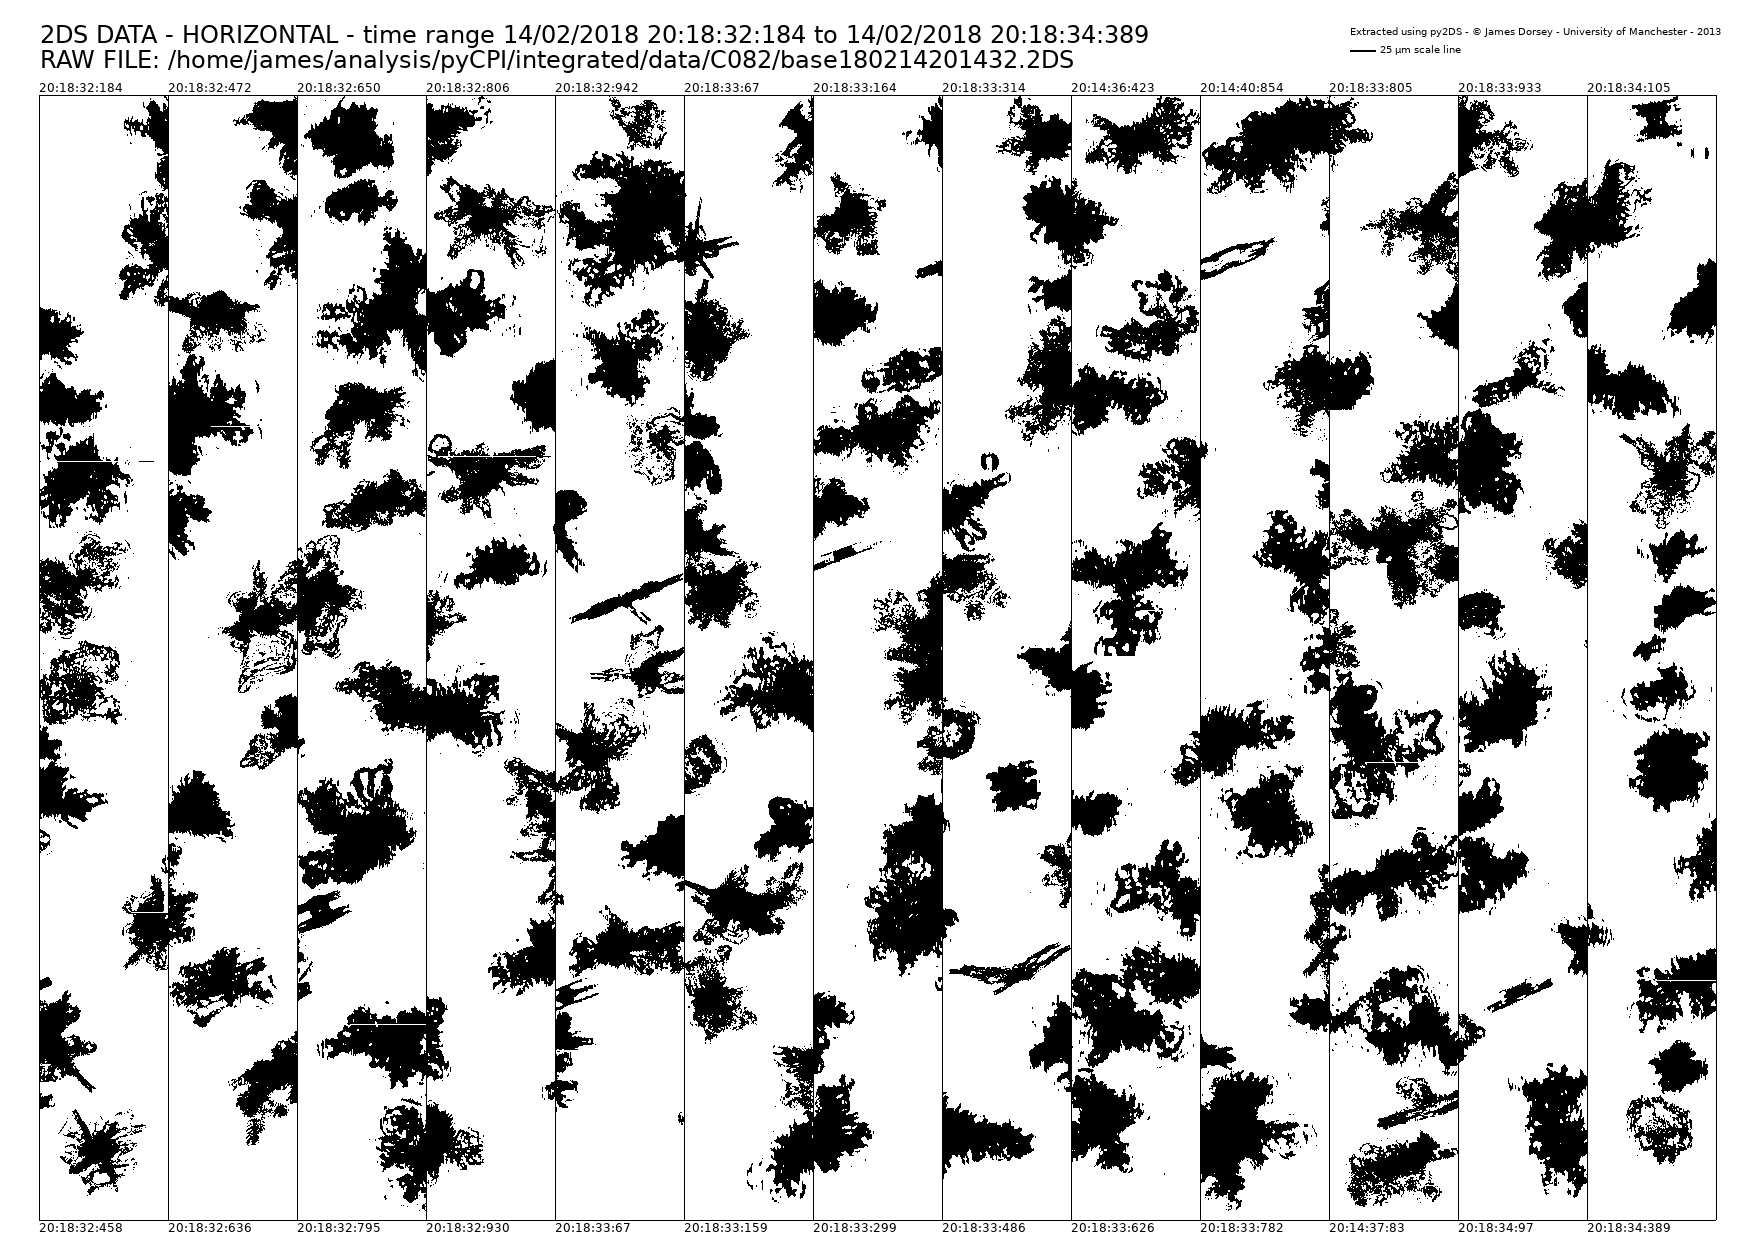 2DS DATA - HORIZONTAL - time range 14/02/2018 20:18:32:184 to 14/02/2018 20:18:34:389
RAW FILE: /home/james/analysis/pyCPI/integrated/data/C082/base180214201432.2DS
Extracted using py2DS - © James Dorsey - University of Manchester - 2013
25 µm scale line
20:18:32:184 20:18:32:472 20:18:32:650 20:18:32:806 20:18:32:942 20:18:33:67 20:18:33:164 20:18:33:314 20:14:36:423 20:14:40:854 20:18:33:805 20:18:33:933 20:18:34:105
20:18:32:458 20:18:32:636 20:18:32:795 20:18:32:930 20:18:33:67 20:18:33:159 20:18:33:299 20:18:33:486 20:18:33:626 20:18:33:782 20:14:37:83 20:18:34:97 20:18:34:389